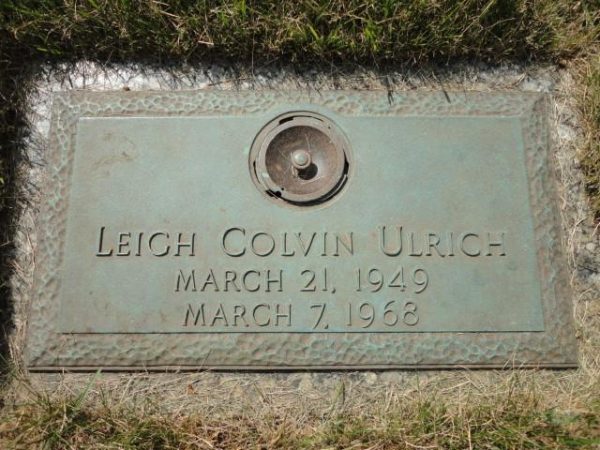 LEIGH COLVIN ULRICH
MARCH 21, 1949
MARCH 7, 1968